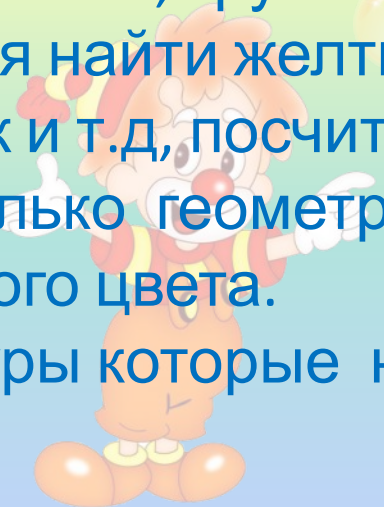 я найти желт
х и т.д, посчит
лько геометр
ого цвета.
ры которые н